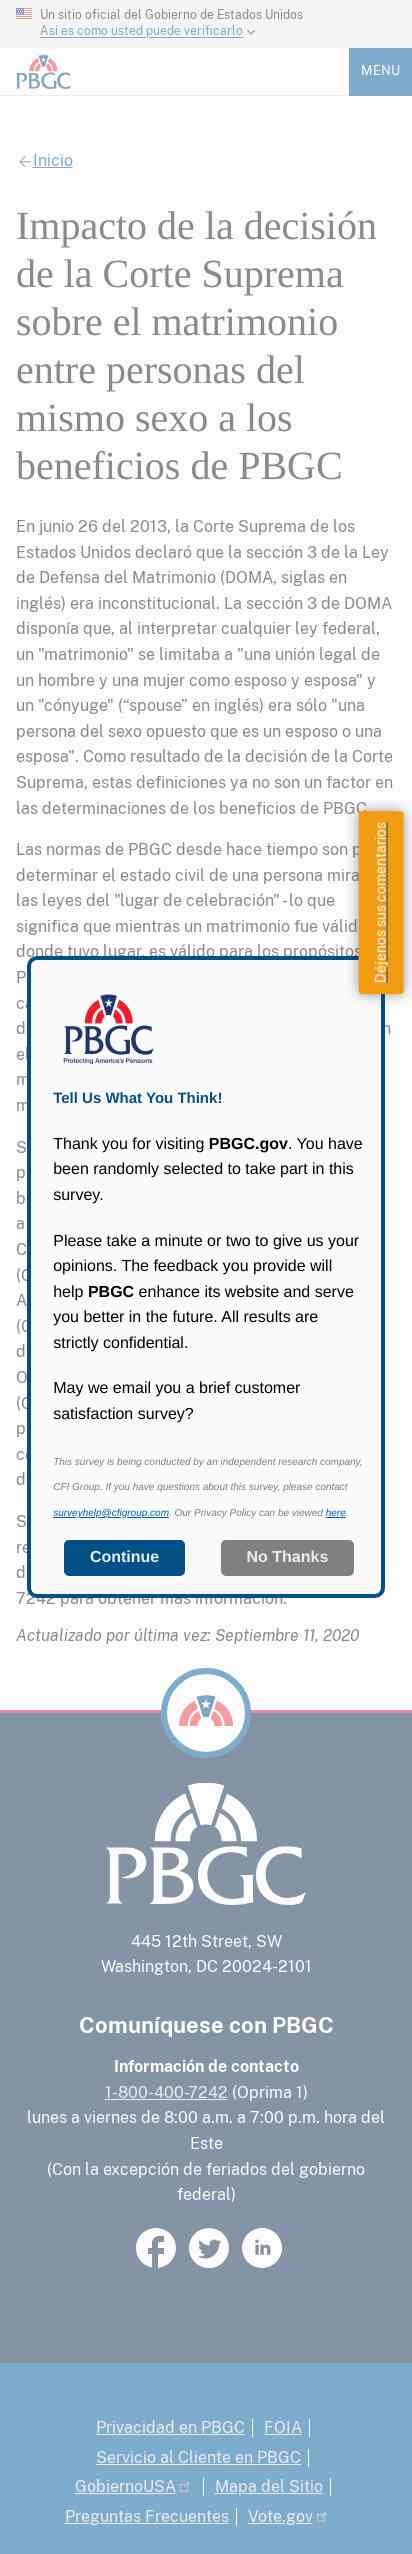 Un sitio oficial del Gobierno de Estados Unidos
Así es como usted puede verificarlo
PBGC
MENU
Inicio
Impacto de la decisión
de la Corte Suprema
sobre el matrimonio
entre personas del
mismo sexo a los
beneficios de PBGC
En junio 26 del 2013, la Corte Suprema de los
Estados Unidos declaró que la sección 3 de la Ley
de Defensa del Matrimonio (DOMA, siglas en
inglés) era inconstitucional. La sección 3 de DOMA
disponía que, al interpretar cualquier ley federal,
un "matrimonio" se limitaba a "una unión legal de
un hombre y una mujer como esposo y esposa" y
un "cónyuge" (“spouse” en inglés) era sólo "una
persona del sexo opuesto que es un esposo o una
esposa". Como resultado de la decisión de la Corte
Suprema, estas definiciones ya no son un factor en
las determinaciones de los beneficios de PBGC.
Las normas de PBGC desde hace tiempo son
determinar el estado civil de una persona
las leyes del "lugar de celebración" - lo que
significa que mientras un matrimonio fue
donde tuvo lugar, es válido para los propósitos
Déjenos sus comentarios
PBGC
Protecting America's Pensions
Tell Us What You Think!
Thank you for visiting PBGC.gov. You have
been randomly selected to take part in this
survey.
Please take a minute or two to give us your
opinions. The feedback you provide will
help PBGC enhance its website and serve
you better in the future. All results are
strictly confidential.
May we email you a brief customer
satisfaction survey?
This survey is being conducted by an independent research company,
CFI Group. If you have questions about this survey, please contact
surveyhelp@cfigroup.com. Our Privacy Policy can be viewed here.
Continue
No Thanks
7242 para obtener más información.
Actualizado por última vez: Septiembre 11, 2020
PBGC
445 12th Street, SW
Washington, DC 20024-2101
Comuníquese con PBGC
Información de contacto
1-800-400-7242 (Oprima 1)
lunes a viernes de 8:00 a.m. a 7:00 p.m. hora del
Este
(Con la excepción de feriados del gobierno
federal)
Privacidad en PBGC | FOIA |
Servicio al Cliente en PBGC |
GobiernoUSA | Mapa del Sitio |
Preguntas Frecuentes | Vote.gov